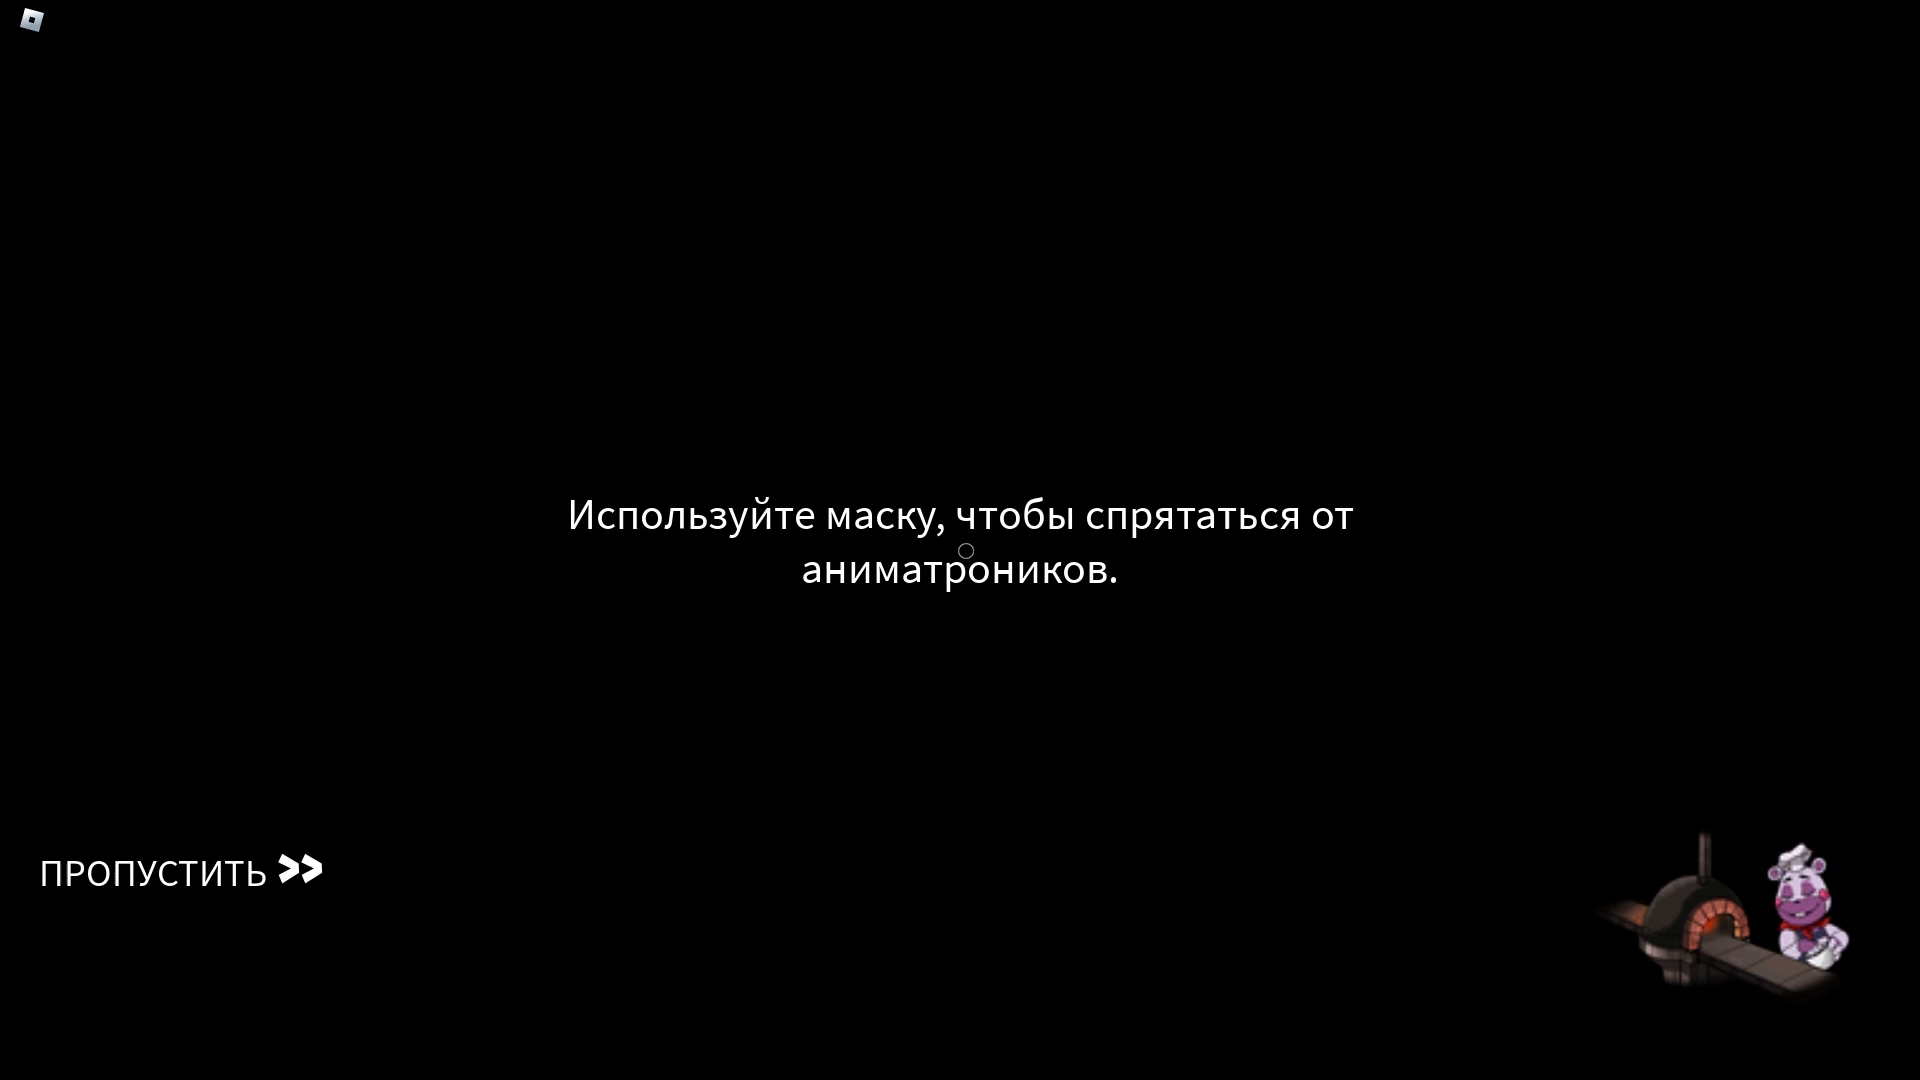 Используйте маску, чтобы спрятаться от
аниматроников.
ПРОПУСТИТЬ >>